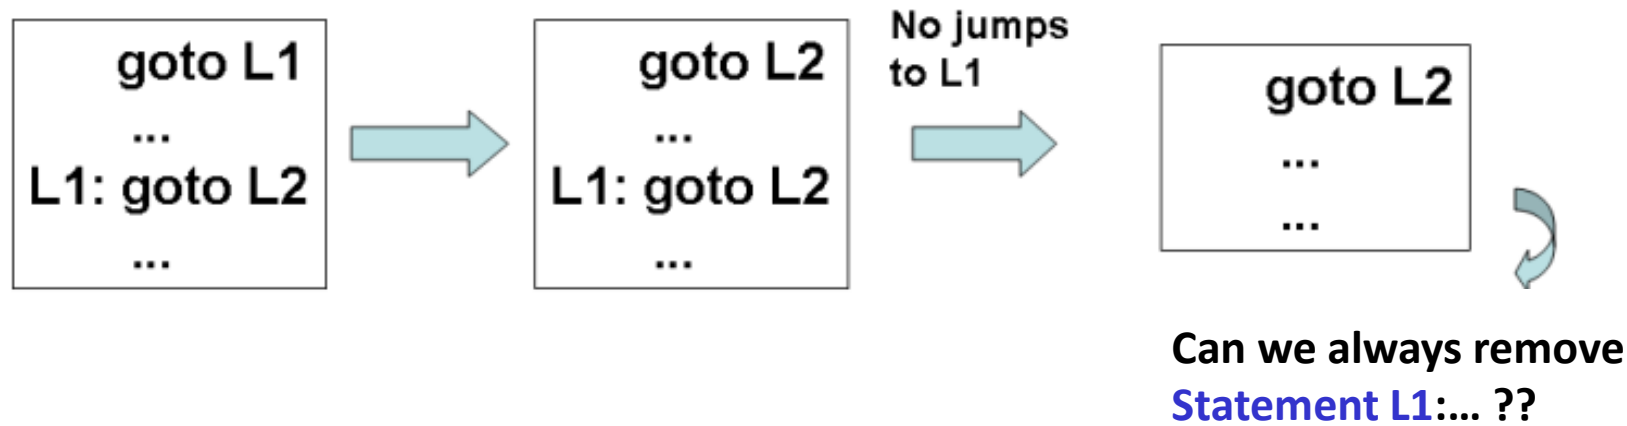 goto L1
...
L1: goto L2
...
goto L2
...
L1: goto L2
...
No jumps
to L1
goto L2
...
...
Can we always remove
Statement L1:... ??